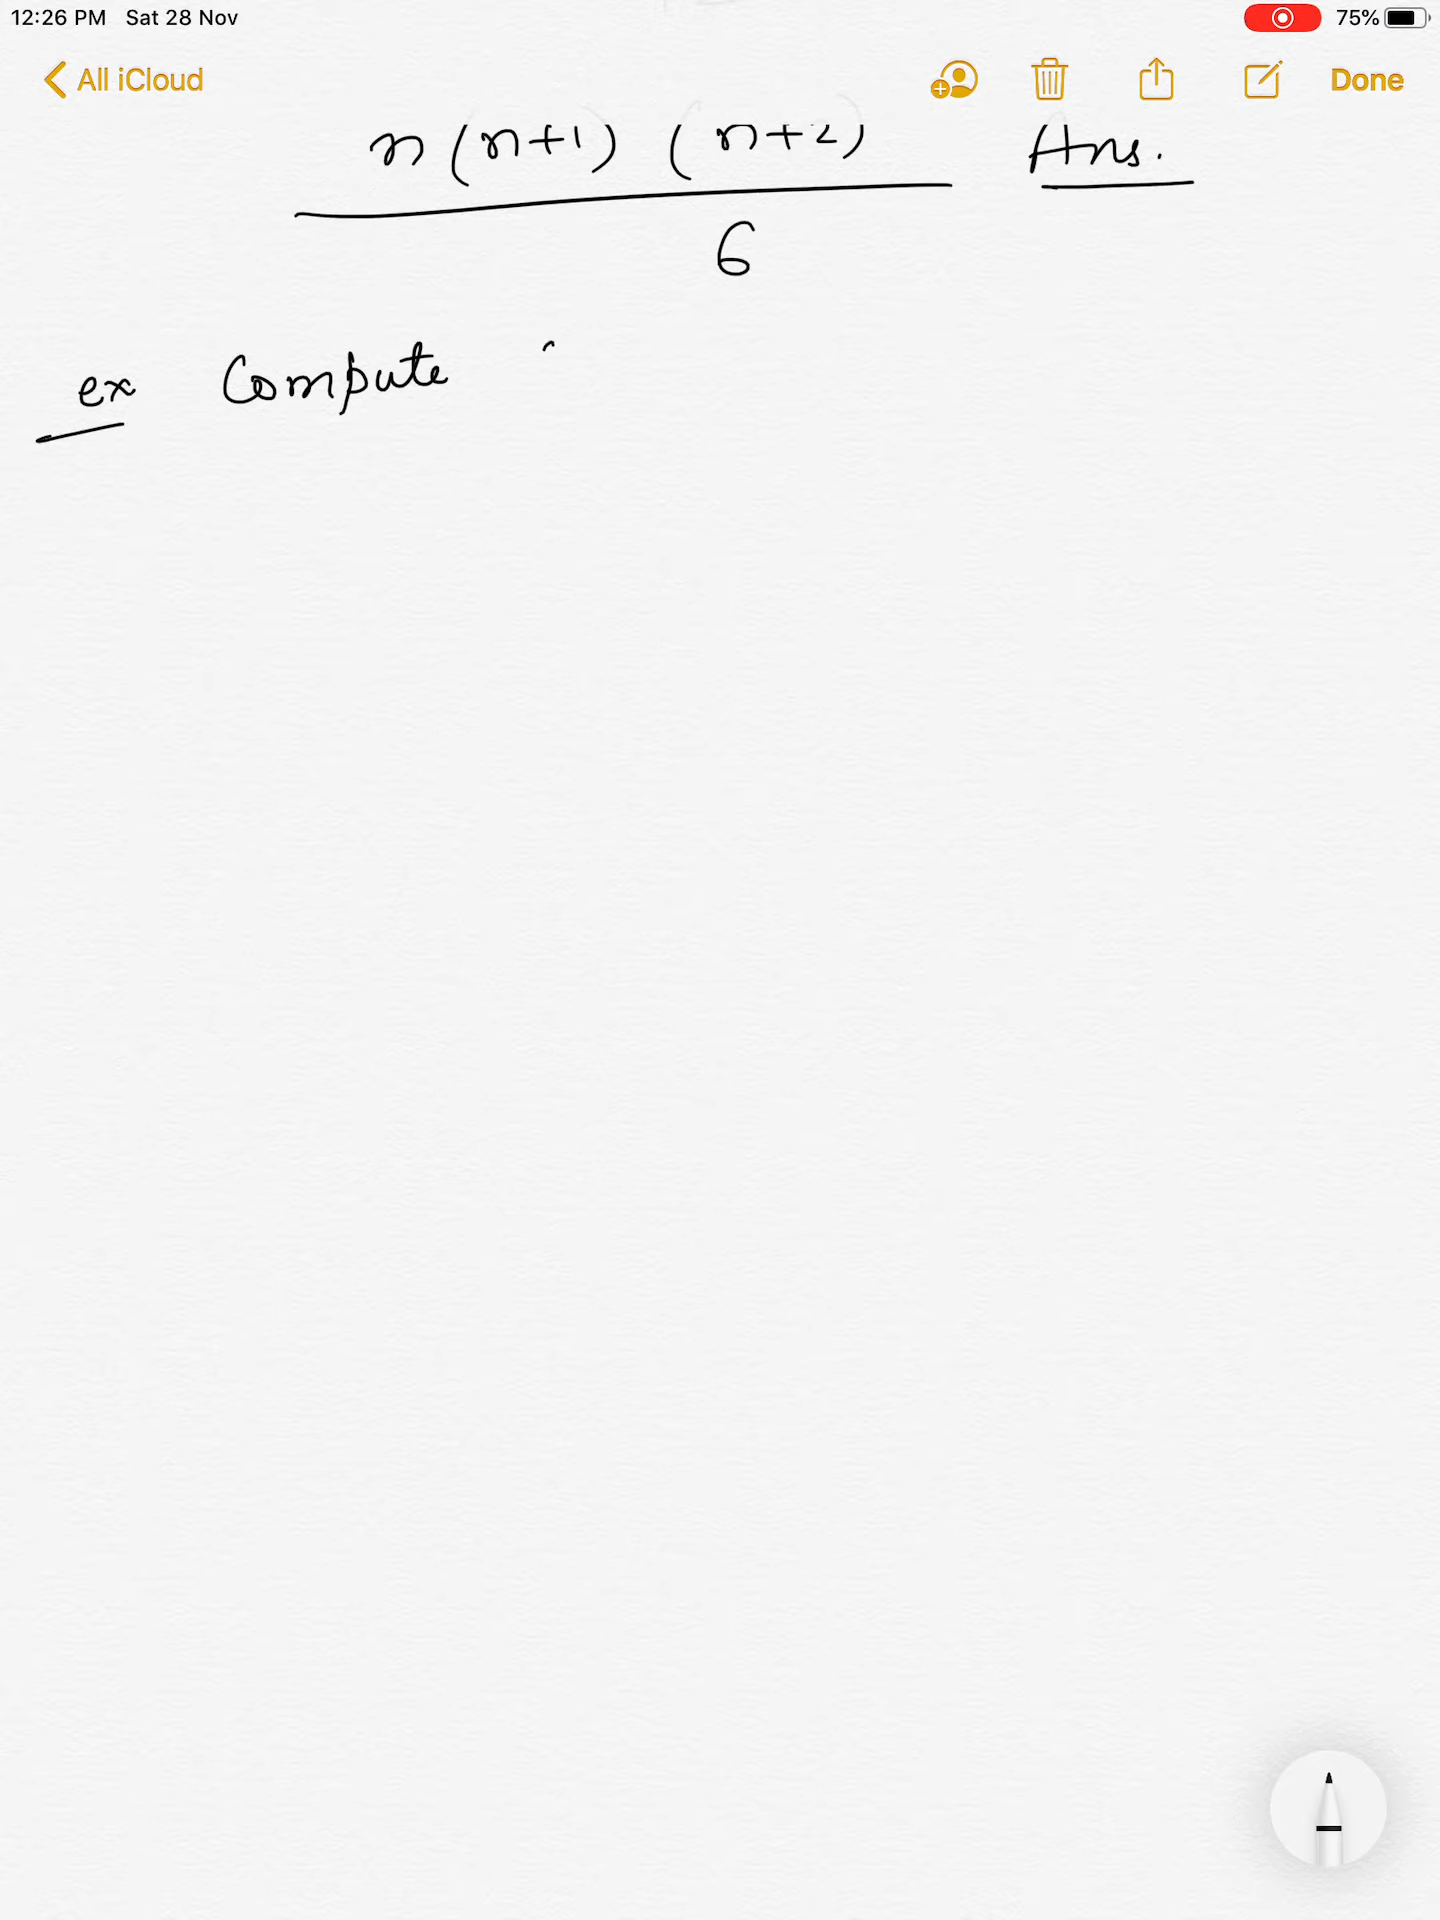 12:26 PM Sat 28 Nov 75%
All iCloud Done
n (n+1) (n+2) Ans.
6
ex Compute